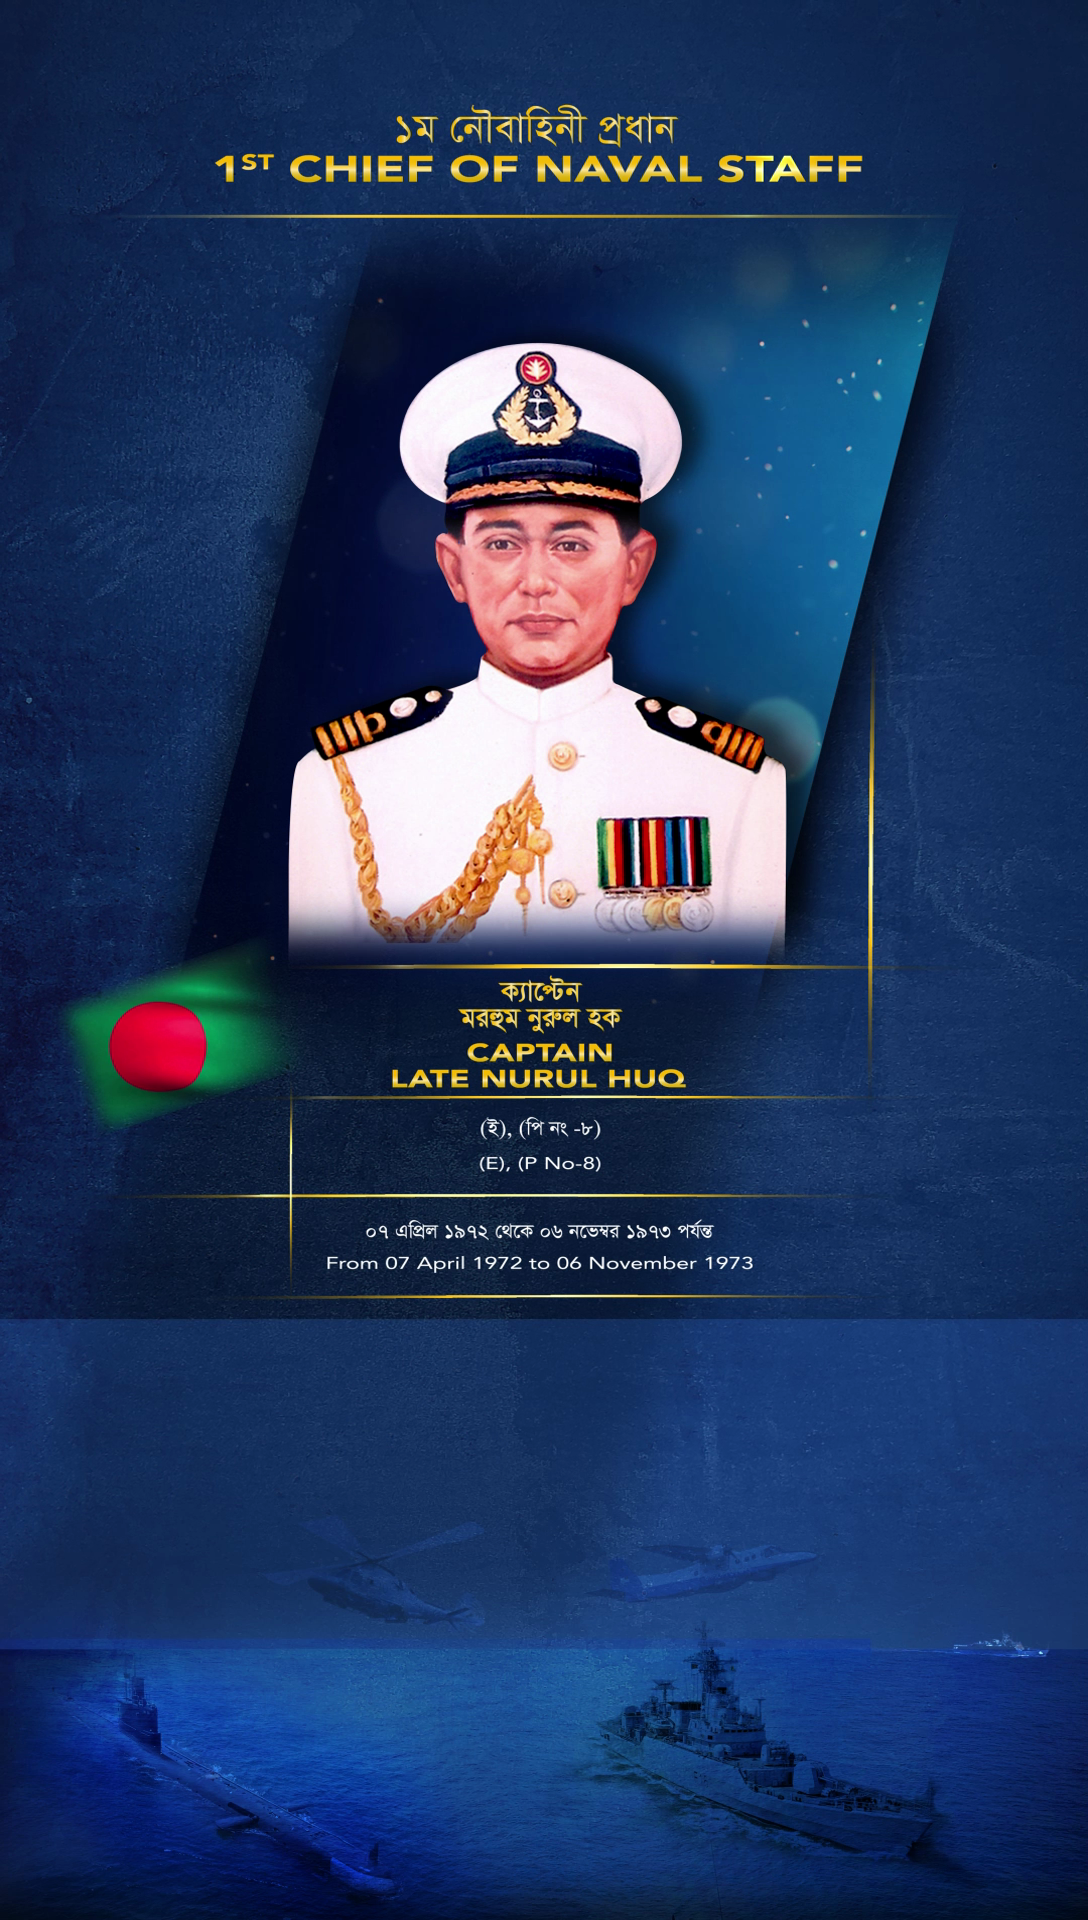 ১ম নৌবাহিনী প্রধান
1ST CHIEF OF NAVAL STAFF
ক্যাপ্টেন
মরহুম নুরুল হক
CAPTAIN
LATE NURUL HUQ
(ই), (পি নং -৮)
(E), (P No-8)
০৭ এপ্রিল ১৯৭২ থেকে ০৬ নভেম্বর ১৯৭৩ পর্যন্ত
From 07 April 1972 to 06 November 1973